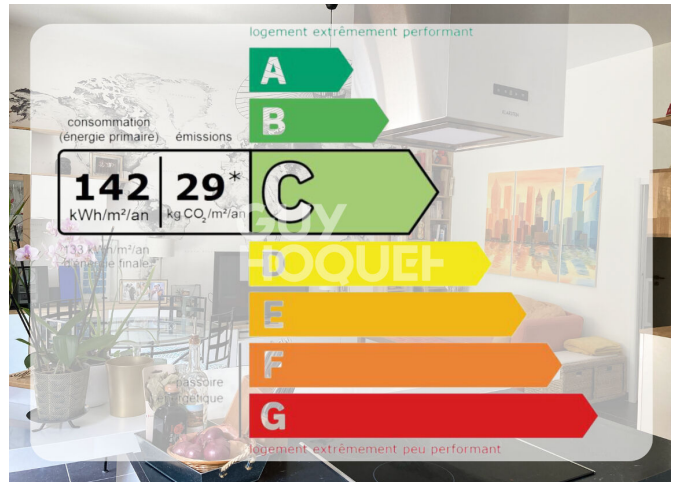 logement extrêmement performant
A
B
consommation
(énergie primaire) émissions
142 29*
kWh/m²/an kg CO₂/m²/an
C
GUY
HOQUET
133 kWh/m²/an
d'énergie finale
D
E
F
passoire
énergétique
G
logement extrêmement peu performant